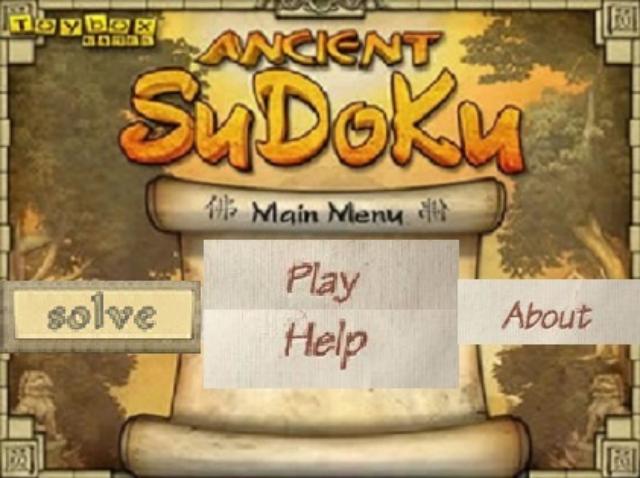 Toybox
GAMES
ANCIENT
SuDoKu
Main Menu
Play
solve
Help
About